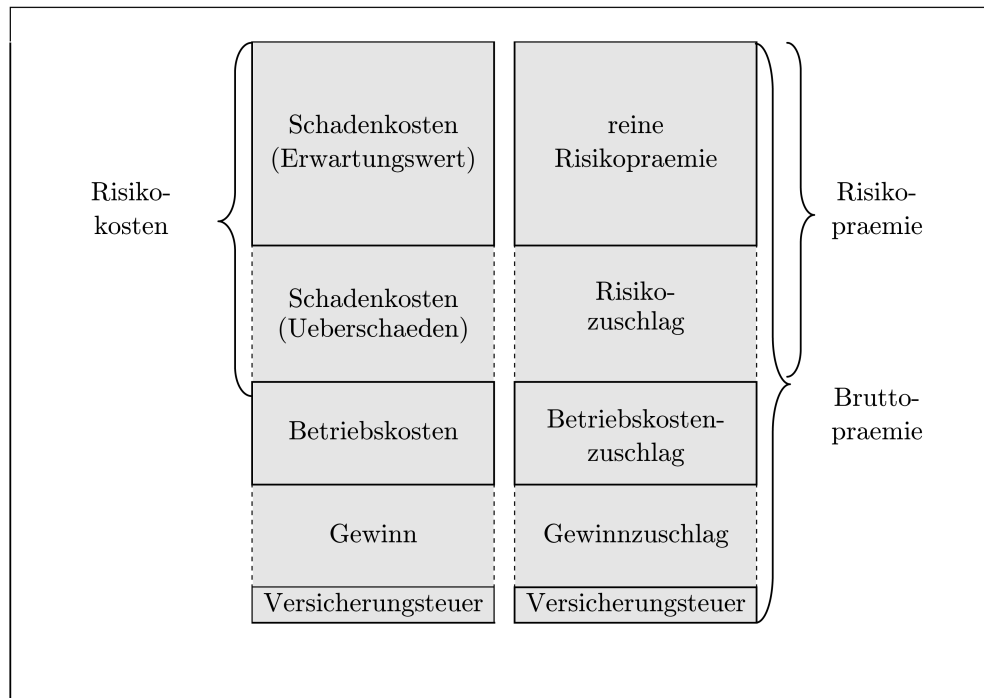 Schadenkosten
(Erwartungswert)
reine
Risikopraemie
Risiko-
kosten
Risiko-
praemie
Schadenkosten
(Ueberschaeden)
Risiko-
zuschlag
Betriebskosten
Betriebskosten-
zuschlag
Brutto-
praemie
Gewinn
Gewinnzuschlag
Versicherungsteuer
Versicherungsteuer